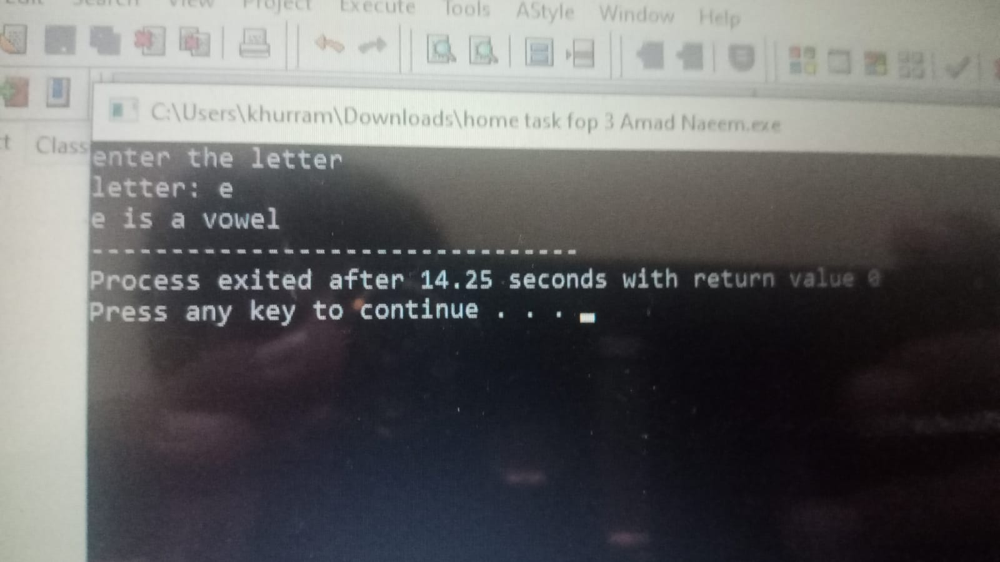 Edit Search View Project Execute Tools AStyle Window Help
C:\Users\khurram\Downloads\home task fop 3 Amad Naeem.exe
Class
enter the letter
letter: e
e is a vowel
--------------------------------
Process exited after 14.25 seconds with return value 0
Press any key to continue . . .